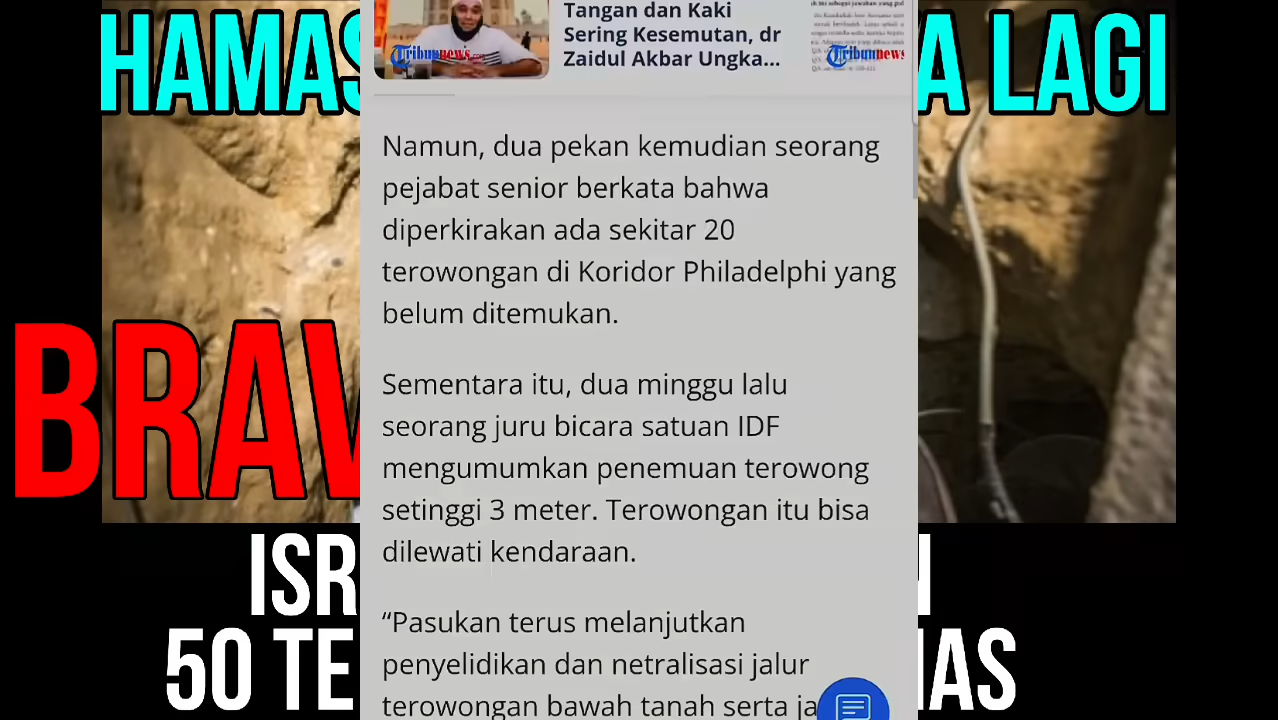 HAMAS
A LAGI
BRAV
ISR
50 TE
AS
Tangan dan Kaki
Sering Kesemutan, dr
Zaidul Akbar Ungka...
Tribunnews
Tribunnews
Namun, dua pekan kemudian seorang
pejabat senior berkata bahwa
diperkirakan ada sekitar 20
terowongan di Koridor Philadelphi yang
belum ditemukan.
Sementara itu, dua minggu lalu
seorang juru bicara satuan IDF
mengumumkan penemuan terowong
setinggi 3 meter. Terowongan itu bisa
dilewati kendaraan.
“Pasukan terus melanjutkan
penyelidikan dan netralisasi jalur
terowongan bawah tanah serta ja